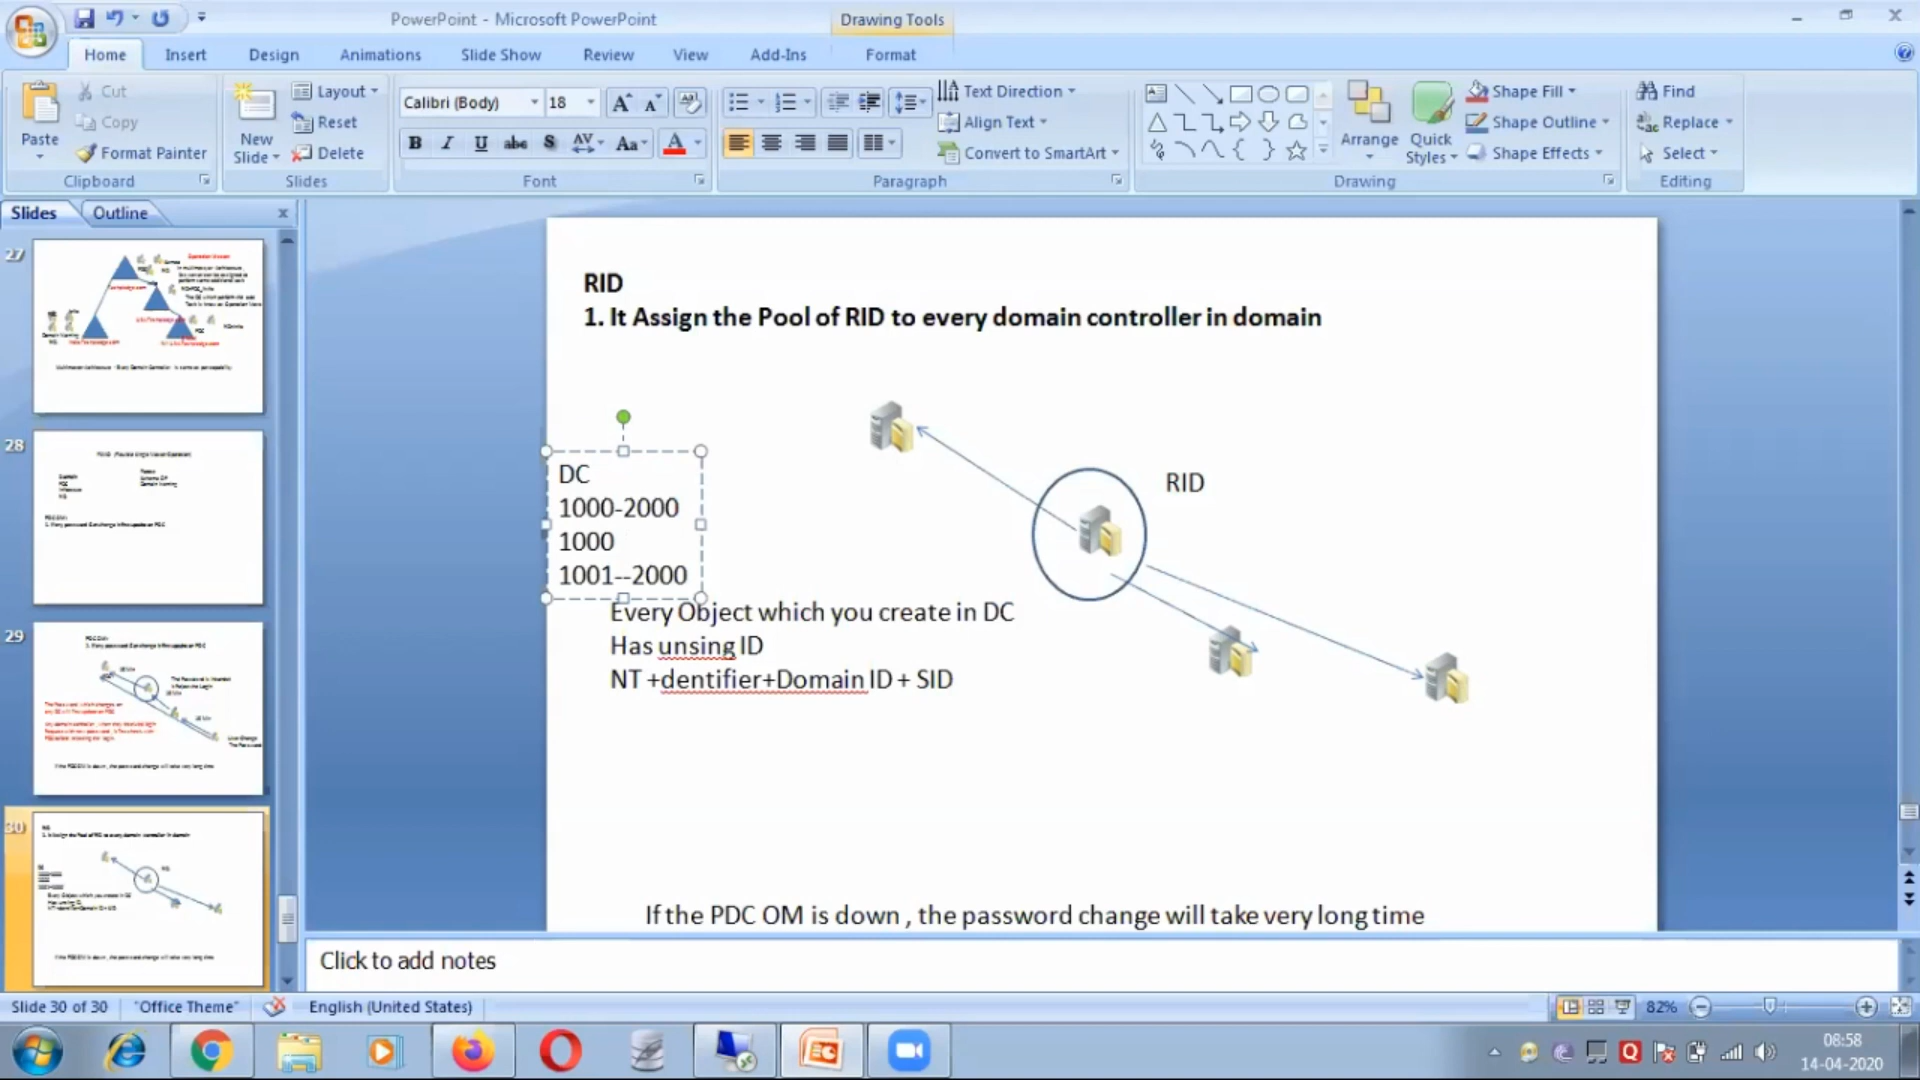 PowerPoint - Microsoft PowerPoint
Drawing Tools
Home
Insert
Design
Animations
Slide Show
Review
View
Add-Ins
Format
Paste
Cut
Copy
Format Painter
Clipboard
New
Slide
Layout
Reset
Delete
Slides
Calibri (Body)
18
Font
Text Direction
Align Text
Convert to SmartArt
Paragraph
Arrange
Quick
Styles
Shape Fill
Shape Outline
Shape Effects
Drawing
Find
Replace
Select
Editing
Slides
Outline
27
28
29
30
RID
1. It Assign the Pool of RID to every domain controller in domain
RID
DC
1000-2000
1000
1001--2000
Every Object which you create in DC
Has unsing ID
NT +dentifier+Domain ID + SID
If the PDC OM is down , the password change will take very long time
Click to add notes
Slide 30 of 30
"Office Theme"
English (United States)
82%
08:58
14-04-2020